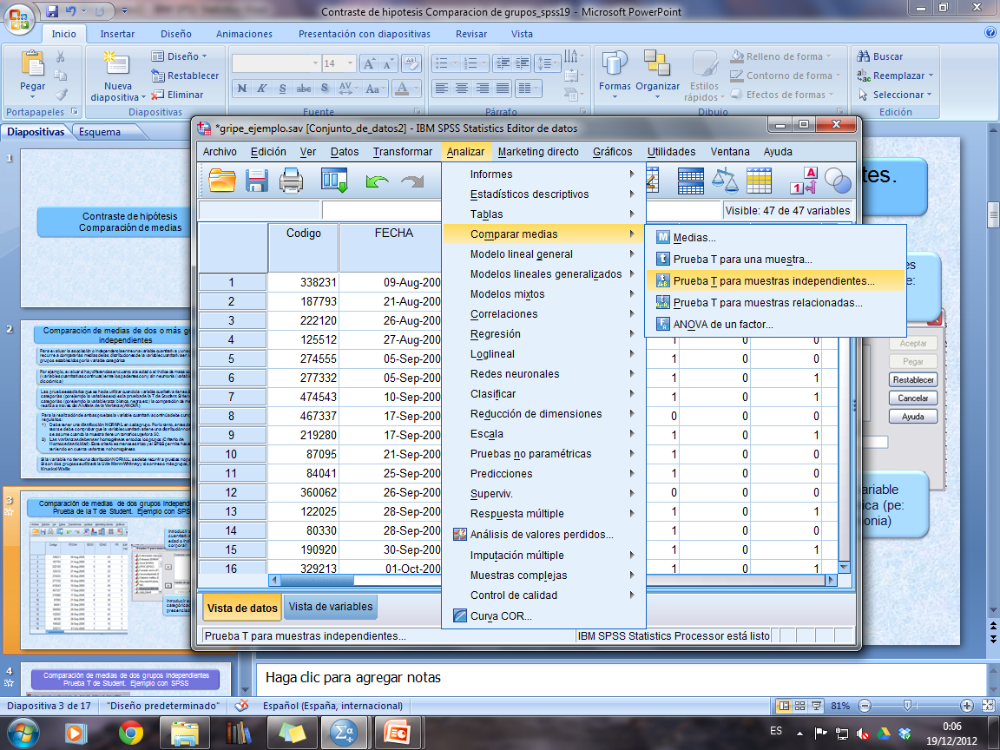 Contraste de hipotesis Comparacion de grupos_spss19 - Microsoft PowerPoint
Inicio Insertar Diseño Animaciones Presentación con diapositivas Revisar Vista
Pegar
Portapapeles
Nueva diapositiva
Diseño
Restablecer
Eliminar
Diapositivas
14
N K S abc S AV Aa A
Fuente
Párrafo
Formas Organizar Estilos rápidos
Relleno de forma
Contorno de forma
Efectos de formas
Dibujo
Buscar
Reemplazar
Seleccionar
Edición
Diapositivas Esquema
1
Contraste de hipótesis
Comparación de medias
2
Comparación de medias de dos o más
independientes
3
Comparación de medias de dos grupos independ
Prueba de la T de Student. Ejemplo con SPSS
4
Comparación de medias de dos grupos Independientes
Prueba T de Student. Ejemplo con SPSS
*gripe_ejemplo.sav [Conjunto_de_datos2] - IBM SPSS Statistics Editor de datos
Archivo Edición Ver Datos Transformar Analizar Marketing directo Gráficos Utilidades Ventana Ayuda
Visible: 47 de 47 variables
Codigo FECHA
1 338231 09-Aug-200
2 187793 21-Aug-200
3 222120 26-Aug-200
4 125512 27-Aug-200 1 0 0
5 274555 05-Sep-200 1 0 0
6 277332 05-Sep-200 1 0 1
7 474543 10-Sep-200 1 0 0
8 467337 17-Sep-200 0 0 0
9 219280 17-Sep-200 1 0 1
10 87095 21-Sep-200 1 0 0
11 84041 25-Sep-200 1 0 0
12 360062 26-Sep-200 0 0 0
13 122025 28-Sep-200 1 0 1
14 80330 28-Sep-200 1 0 0
15 190920 30-Sep-200 1 0 1
16 329213 01-Oct-200 1 0 1
Informes
Estadísticos descriptivos
Tablas
Comparar medias
Modelo lineal general
Modelos lineales generalizados
Modelos mixtos
Correlaciones
Regresión
Loglineal
Redes neuronales
Clasificar
Reducción de dimensiones
Escala
Pruebas no paramétricas
Predicciones
Superviv.
Respuesta múltiple
Análisis de valores perdidos...
Imputación múltiple
Muestras complejas
Control de calidad
Curva COR...
Medias...
Prueba T para una muestra...
Prueba T para muestras independientes...
Prueba T para muestras relacionadas...
ANOVA de un factor...
Vista de datos Vista de variables
Prueba T para muestras independientes... IBM SPSS Statistics Processor está listo
tes.
es
e:
Aceptar
Pegar
Restablecer
Cancelar
Ayuda
ariable
ica (pe:
onia)
Haga clic para agregar notas
Diapositiva 3 de 17 "Diseño predeterminado" Español (España, internacional) 81%
ES
0:06
19/12/2012